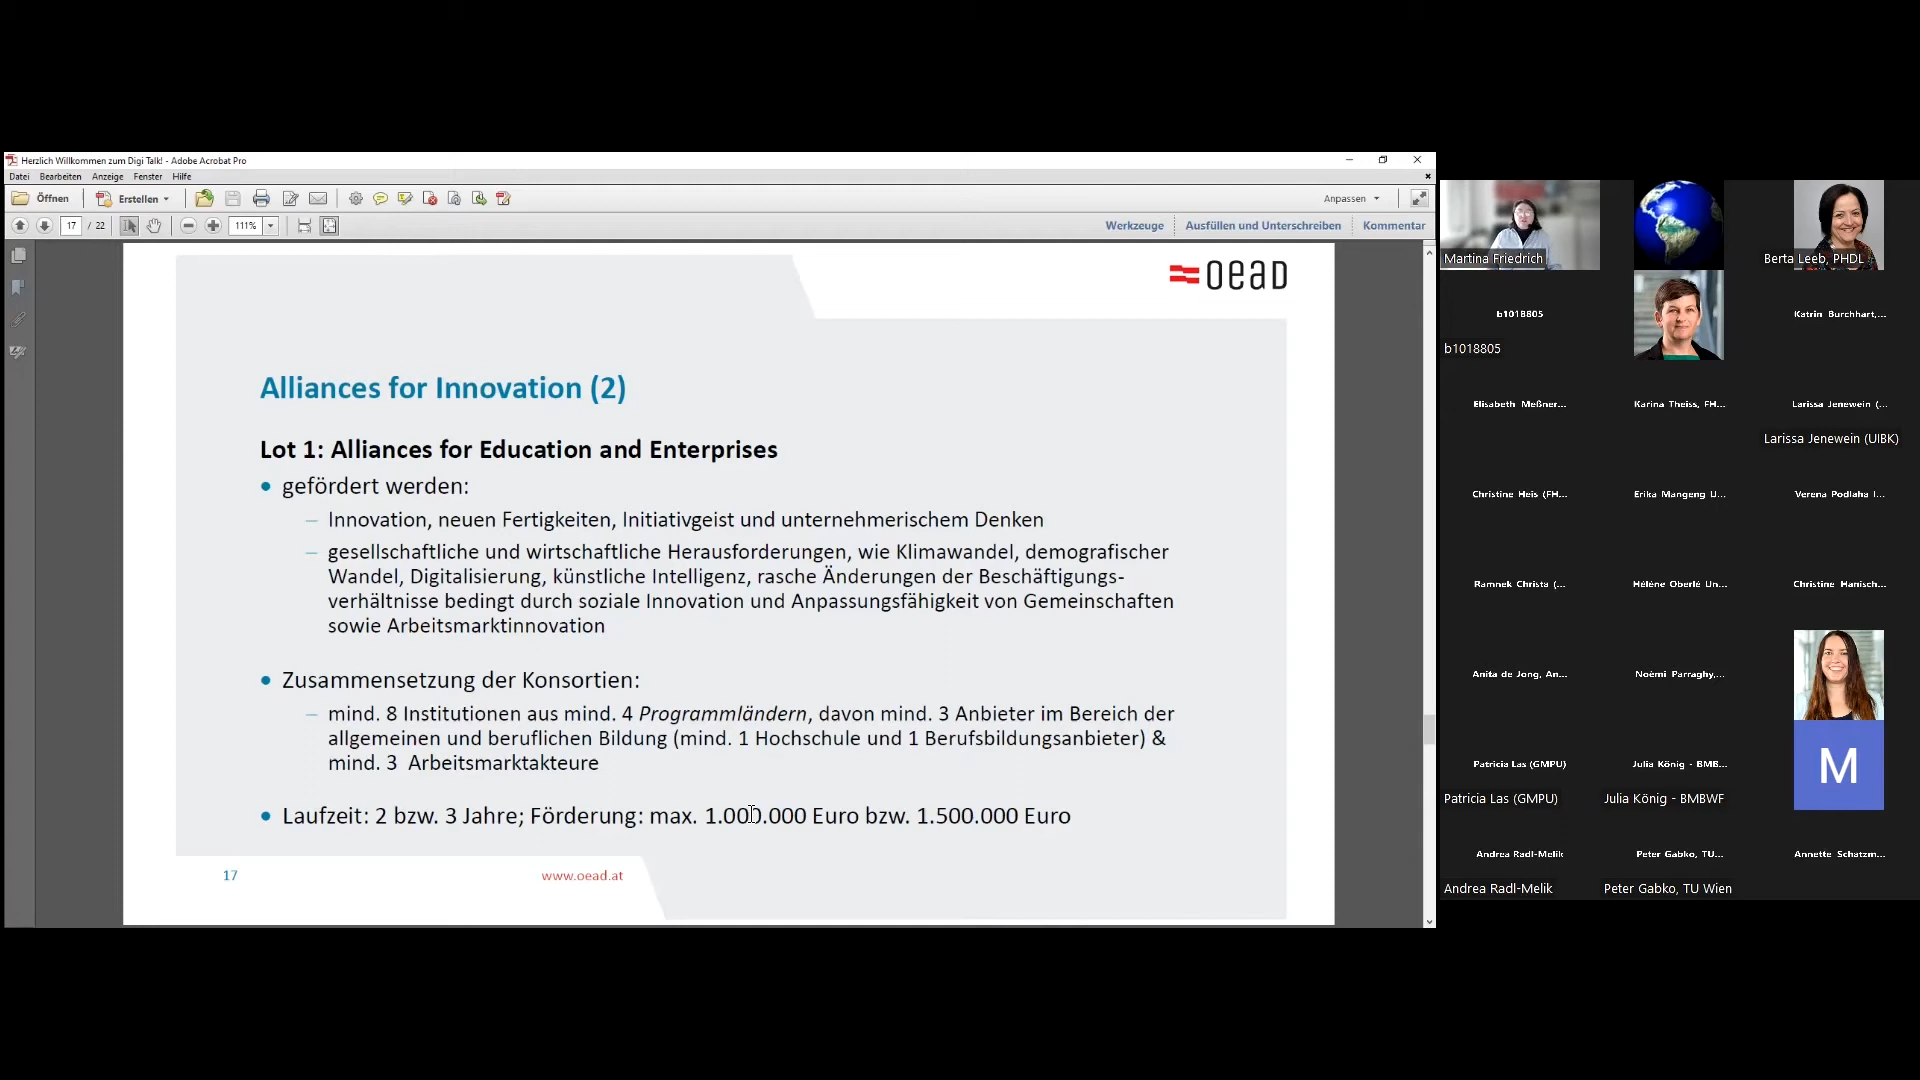 Herzlich Willkommen zum Digi Talk! - Adobe Acrobat Pro
Datei Bearbeiten Anzeige Fenster Hilfe
Öffnen Erstellen Anpassen
17 / 22 111% Werkzeuge Ausfüllen und Unterschreiben Kommentar
oead
Alliances for Innovation (2)
Lot 1: Alliances for Education and Enterprises
• gefördert werden:
– Innovation, neuen Fertigkeiten, Initiativgeist und unternehmerischem Denken
– gesellschaftliche und wirtschaftliche Herausforderungen, wie Klimawandel, demografischer
Wandel, Digitalisierung, künstliche Intelligenz, rasche Änderungen der Beschäftigungs-
verhältnisse bedingt durch soziale Innovation und Anpassungsfähigkeit von Gemeinschaften
sowie Arbeitsmarktinnovation
• Zusammensetzung der Konsortien:
– mind. 8 Institutionen aus mind. 4 Programmländern, davon mind. 3 Anbieter im Bereich der
allgemeinen und beruflichen Bildung (mind. 1 Hochschule und 1 Berufsbildungsanbieter) &
mind. 3 Arbeitsmarktakteure
• Laufzeit: 2 bzw. 3 Jahre; Förderung: max. 1.000.000 Euro bzw. 1.500.000 Euro
17 www.oead.at
Martina Friedrich
Berta Leeb, PHDL
b1018805
Katrin Burchhart,...
b1018805
Elisabeth Meßner...
Karina Theiss, FH...
Larissa Jenewein (...
Larissa Jenewein (UIBK)
Christine Heis (FH...
Erika Mangeng U...
Verena Podlaha I...
Ramnek Christa (...
Héléne Oberlé Un...
Christine Hanisch...
Anita de Jong, An...
Noèmi Parraghy,...
Patricia Las (GMPU)
Julia König - BMB...
M
Patricia Las (GMPU)
Julia König - BMBWF
Andrea Radl-Melik
Peter Gabko, TU...
Annette Schatzm...
Andrea Radl-Melik
Peter Gabko, TU Wien